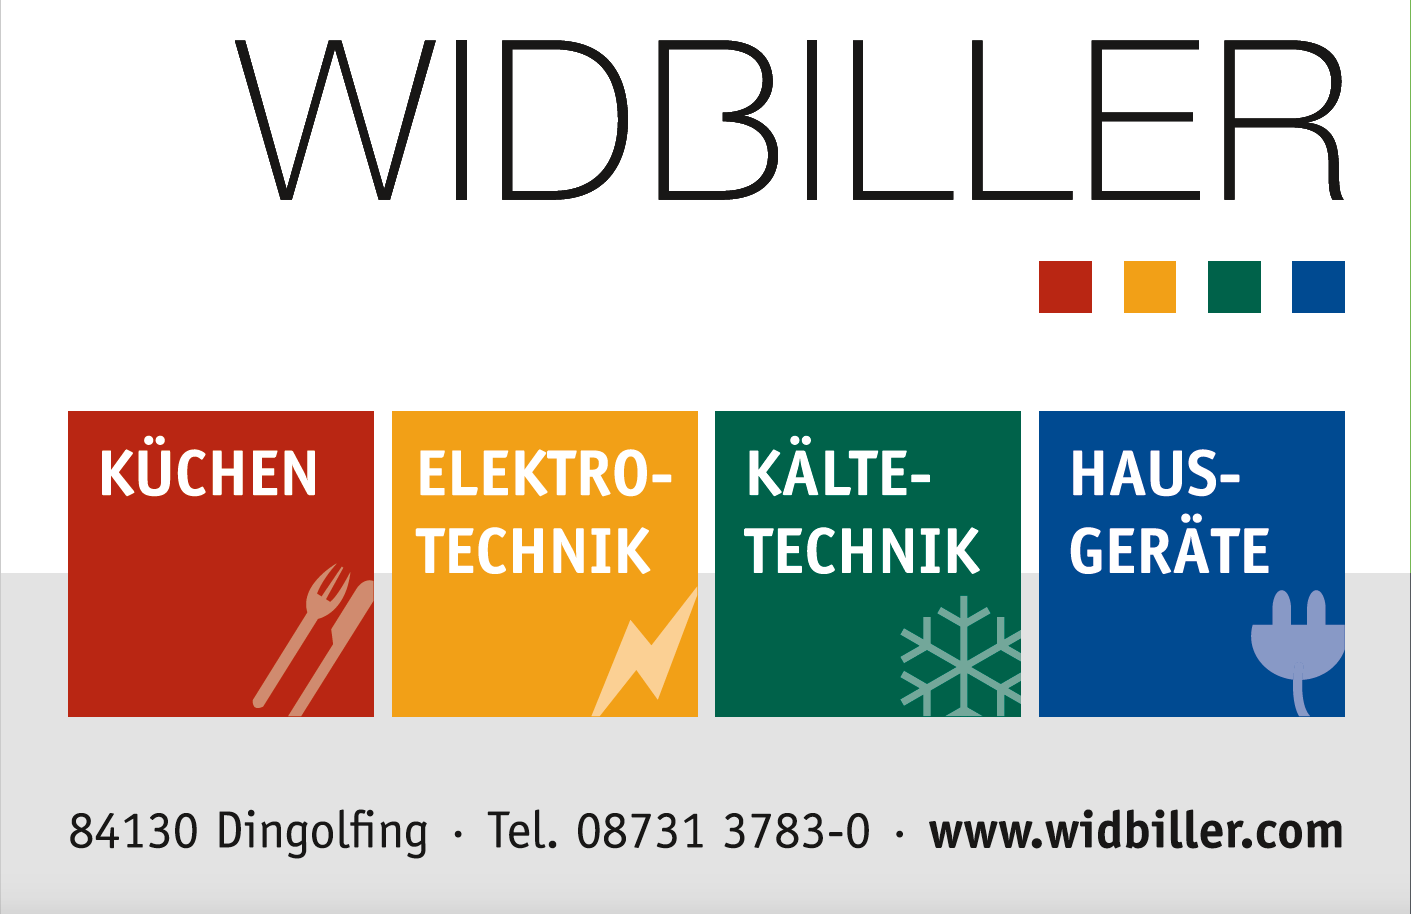 WIDBILLER
KÜCHEN
ELEKTRO-
TECHNIK
KÄLTE-
TECHNIK
HAUS-
GERÄTE
84130 Dingolfing · Tel. 08731 3783-0 · www.widbiller.com